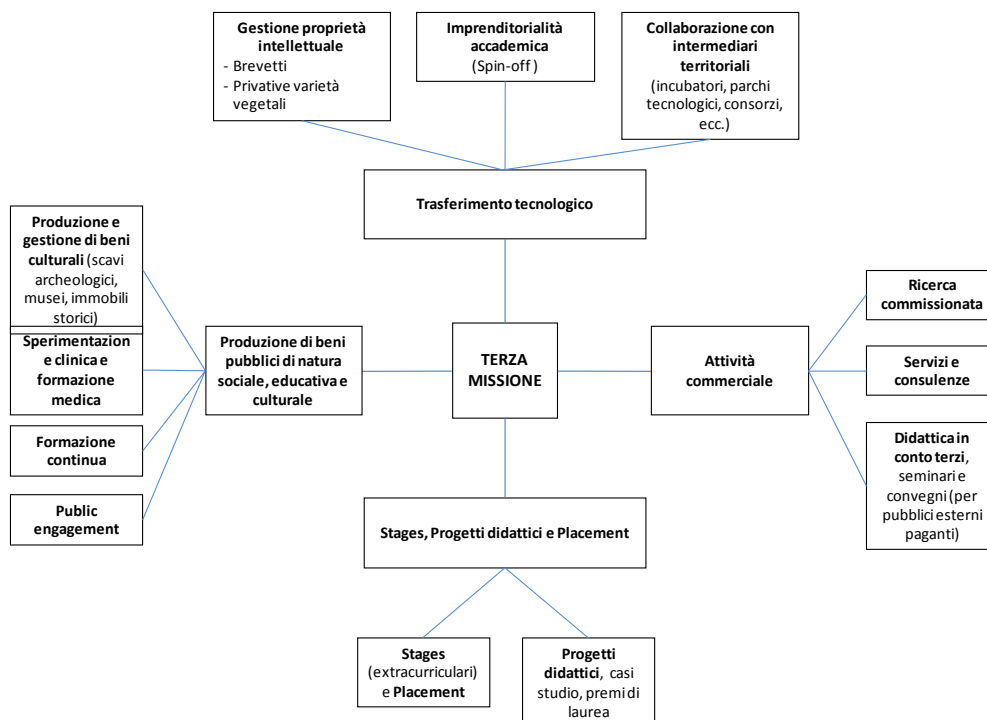 Gestione proprietà
intellettuale
- Brevetti
- Privative varietà
vegetali
Imprenditorialità
accademica
(Spin-off)
Collaborazione con
intermediari
territoriali
(incubatori, parchi
tecnologici, consorzi,
ecc.)
Trasferimento tecnologico
Produzione e
gestione di beni
culturali (scavi
archeologici,
musei, immobili
storici)
Sperimentazion
e clinica e
formazione
medica
Formazione
continua
Public
engagement
Produzione di beni
pubblici di natura
sociale, educativa e
culturale
TERZA
MISSIONE
Attività
commerciale
Ricerca
commissionata
Servizi e
consulenze
Didattica in
conto terzi,
seminari e
convegni (per
pubblici esterni
paganti)
Stages, Progetti didattici e Placement
Stages
(extracurriculari)
e Placement
Progetti
didattici, casi
studio, premi di
laurea